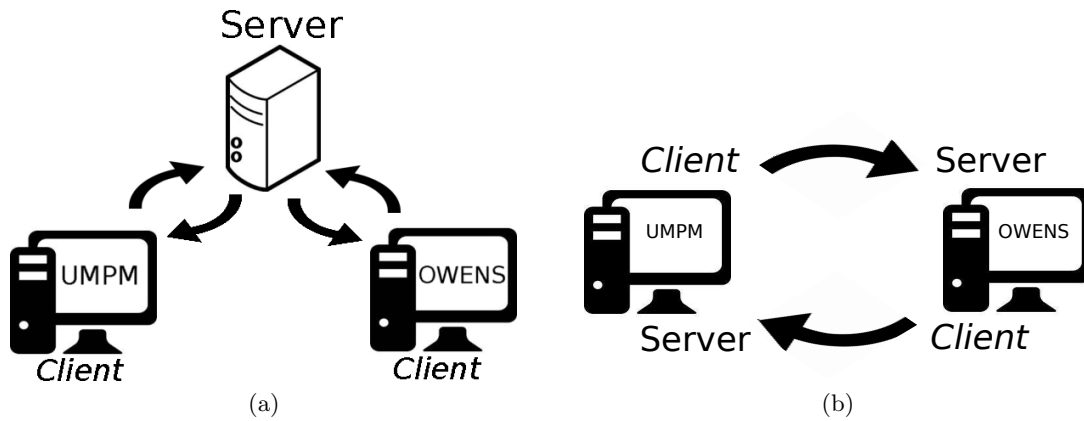 Server
UMPM
Client
OWENS
Client
(a)
Client
Server
UMPM
OWENS
Server
Client
(b)